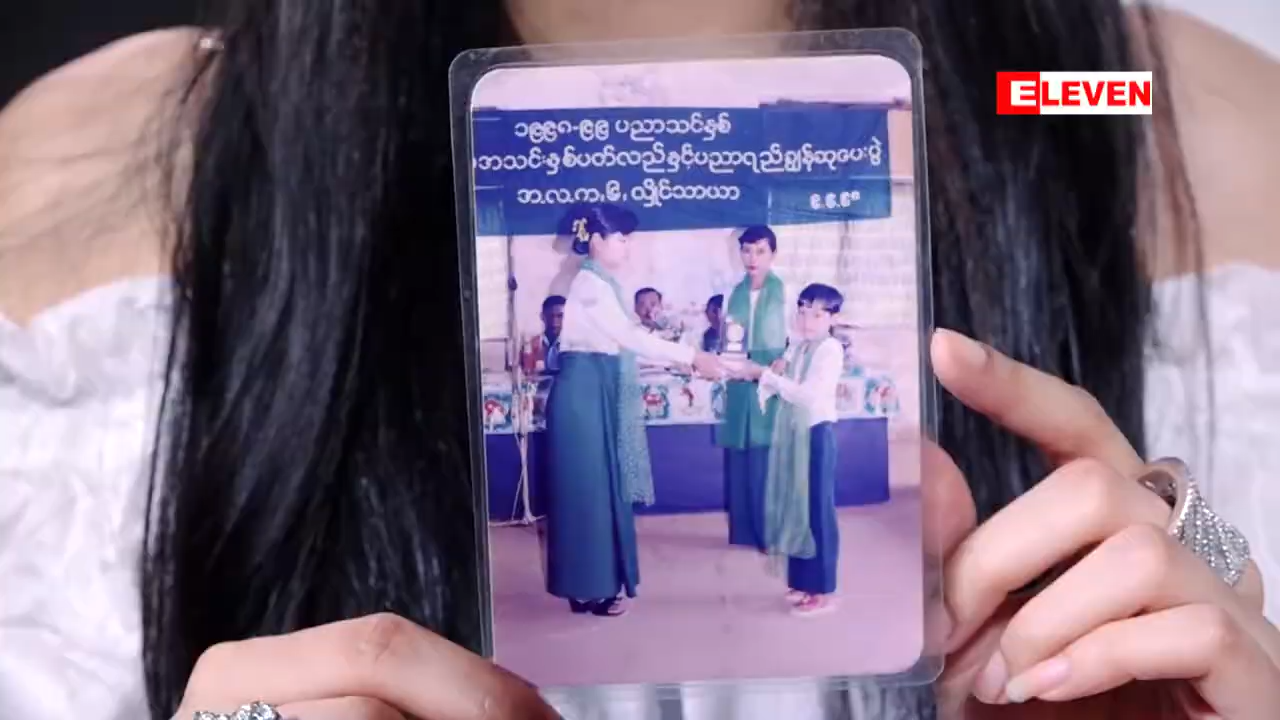 ELEVEN
၁၉၉၈-၉၉ ပညာသင်နှစ်
အသင်းနှစ်ပတ်လည်နှင့်ပညာရည်ချွန်ဆုပေးပွဲ
အ.လ.က,၆, လှိုင်သာယာ